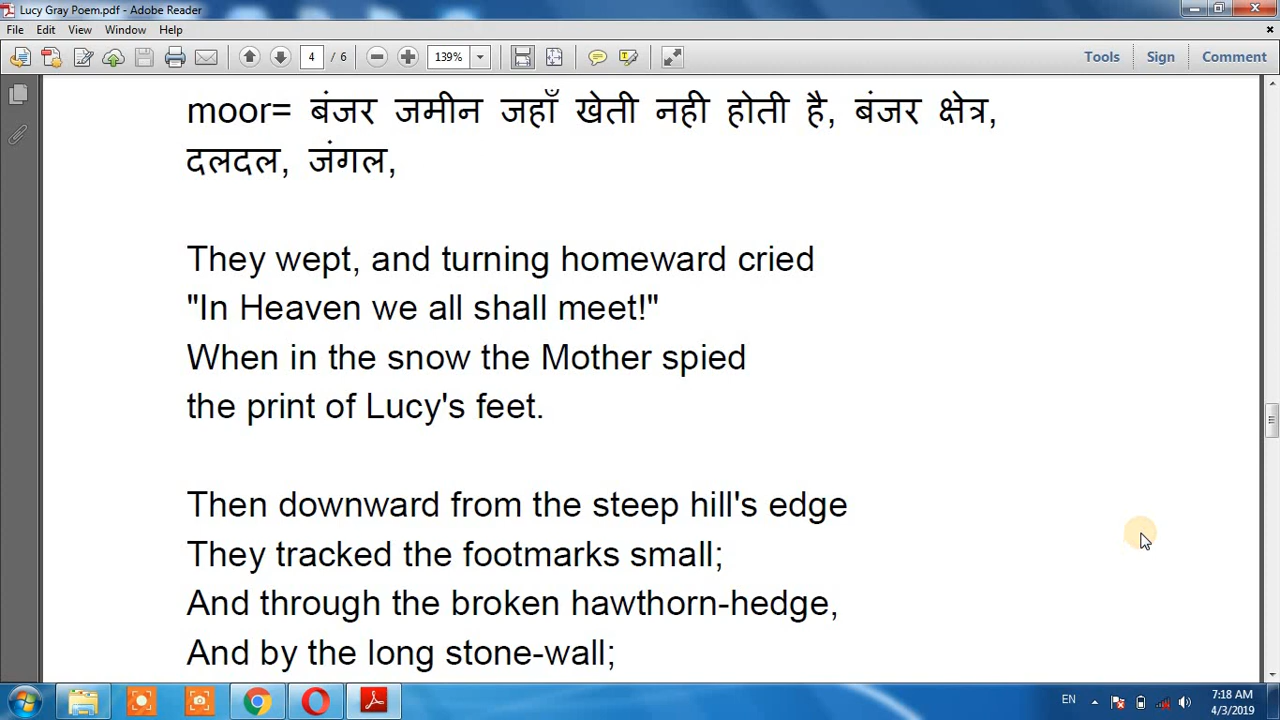 Lucy Gray Poem.pdf - Adobe Reader
File Edit View Window Help
4 / 6 139% Tools Sign Comment
moor= बंजर जमीन जहाँ खेती नही होती है, बंजर क्षेत्र,
दलदल, जंगल,
They wept, and turning homeward cried
"In Heaven we all shall meet!"
When in the snow the Mother spied
the print of Lucy's feet.
Then downward from the steep hill's edge
They tracked the footmarks small;
And through the broken hawthorn-hedge,
And by the long stone-wall;
EN 7:18 AM
4/3/2019